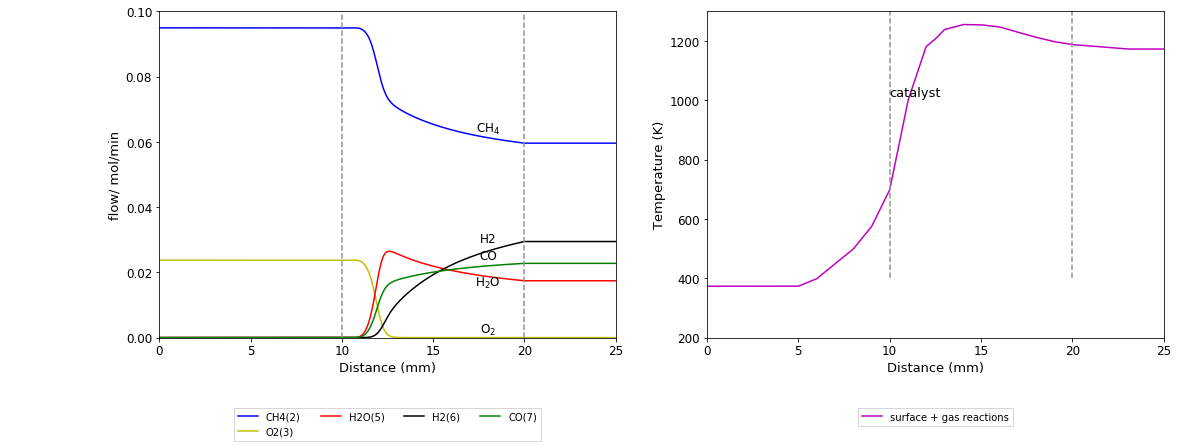 0.10
0.08
0.06
0.04
0.02
0.00
flow/ mol/min
CH₄
H2
CO
H₂O
O₂
0 5 10 15 20 25
Distance (mm)
CH4(2) H2O(5) H2(6) CO(7)
O2(3)
1200
1000
800
600
400
200
Temperature (K)
catalyst
0 5 10 15 20 25
Distance (mm)
surface + gas reactions